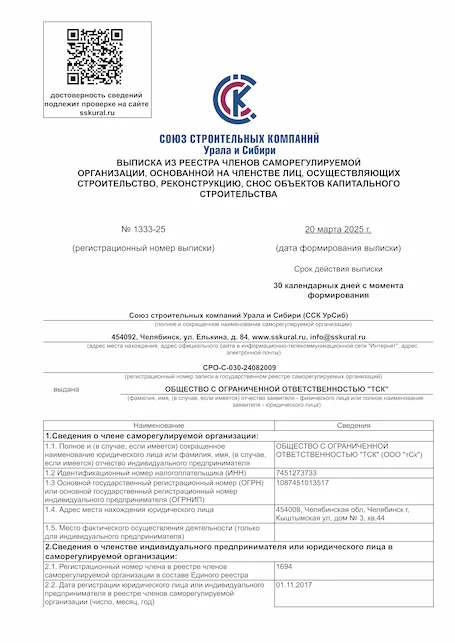 достоверность сведений
подлежит проверке на сайте
sskural.ru
СОЮЗ СТРОИТЕЛЬНЫХ КОМПАНИЙ
Урала и Сибири
ВЫПИСКА ИЗ РЕЕСТРА ЧЛЕНОВ САМОРЕГУЛИРУЕМОЙ
ОРГАНИЗАЦИИ, ОСНОВАННОЙ НА ЧЛЕНСТВЕ ЛИЦ, ОСУЩЕСТВЛЯЮЩИХ
СТРОИТЕЛЬСТВО, РЕКОНСТРУКЦИЮ, СНОС ОБЪЕКТОВ КАПИТАЛЬНОГО
СТРОИТЕЛЬСТВА
№ 1333-25
20 марта 2025 г.
(регистрационный номер выписки)
(дата формирования выписки)
Срок действия выписки
30 календарных дней с момента
формирования
Союз строительных компаний Урала и Сибири (ССК УрСиб)
(полное и сокращенное наименование саморегулируемой организации)
454092, Челябинск, ул. Елькина, д. 84, www.sskural.ru, info@sskural.ru
(адрес места нахождения, адрес официального сайта в информационно-телекоммуникационной сети "Интернет", адрес
электронной почты)
СРО-С-030-24082009
(регистрационный номер записи в государственном реестре саморегулируемых организаций)
выдана
ОБЩЕСТВО С ОГРАНИЧЕННОЙ ОТВЕТСТВЕННОСТЬЮ "ТСК"
(фамилия, имя, (в случае, если имеется) отчество заявителя - физического лица или полное наименование
заявителя - юридического лица)
Наименование
Сведения
1.Сведения о члене саморегулируемой организации:
1.1. Полное и (в случае, если имеется) сокращенное
наименование юридического лица или фамилия, имя, (в случае,
если имеется) отчество индивидуального предпринимателя
ОБЩЕСТВО С ОГРАНИЧЕННОЙ
ОТВЕТСТВЕННОСТЬЮ "ТСК" (ООО "тСк")
1.2 Идентификационный номер налогоплательщика (ИНН)
7451273733
1.3 Основной государственный регистрационный номер (ОГРН)
или основной государственный регистрационный номер
индивидуального предпринимателя (ОГРНИП)
1087451013517
1.4. Адрес места нахождения юридического лица
454008, Челябинская обл, Челябинск г,
Кыштымская ул, дом № 3, кв.44
1.5. Место фактического осуществления деятельности (только
для индивидуального предпринимателя)
2.Сведения о членстве индивидуального предпринимателя или юридического лица в
саморегулируемой организации:
2.1. Регистрационный номер члена в реестре членов
саморегулируемой организации в составе Единого реестра
1694
2.2. Дата регистрации юридического лица или индивидуального
предпринимателя в реестре членов саморегулируемой
организации (число, месяц, год)
01.11.2017